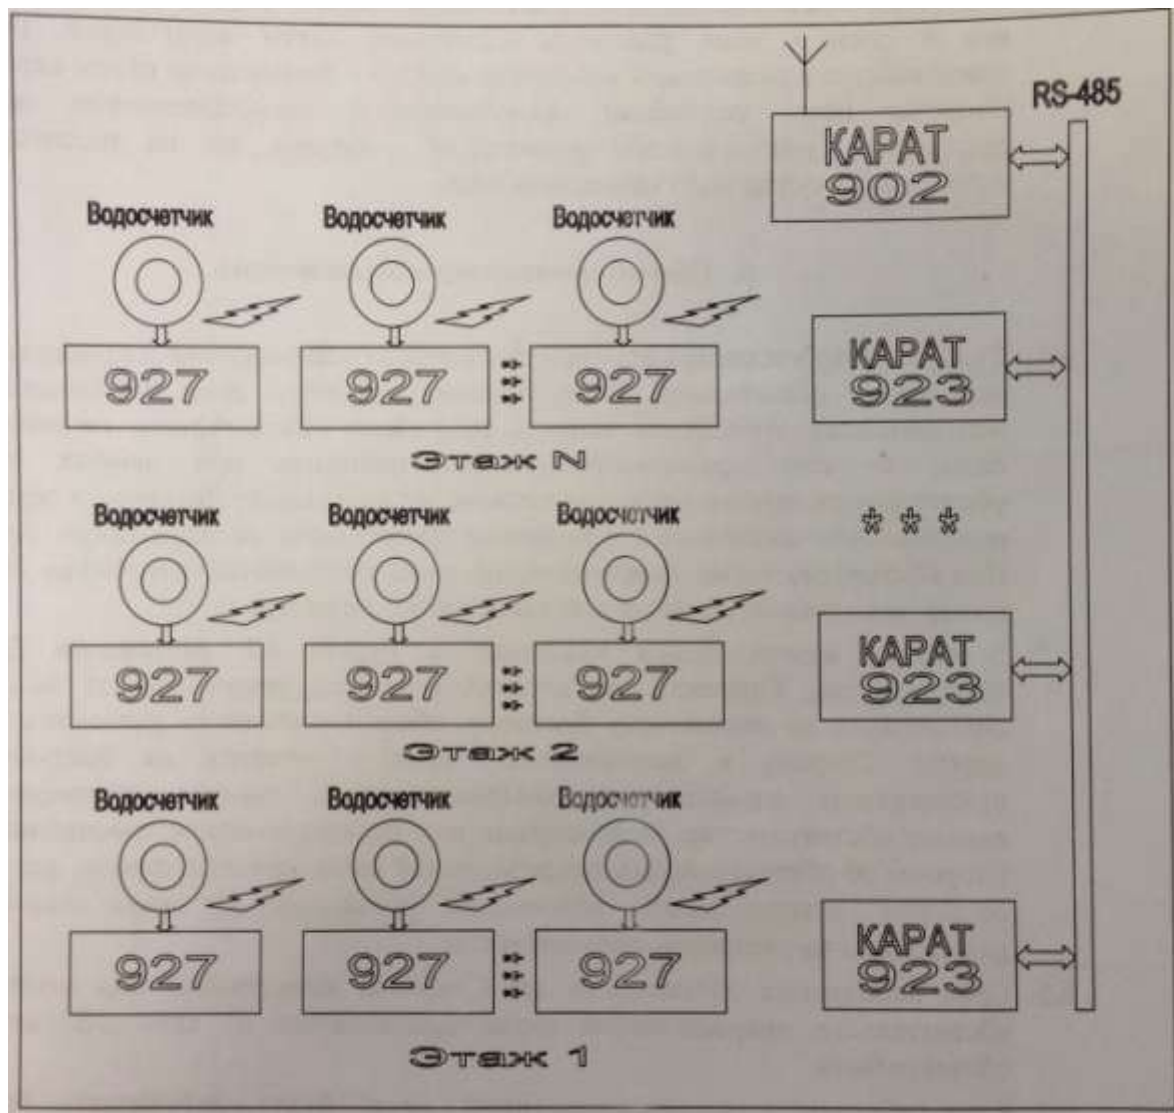 RS-485
КАРАТ
902
Водосчетчик Водосчетчик Водосчетчик
927 927 927
КАРАТ
923
Этаж N
Водосчетчик Водосчетчик Водосчетчик
* * *
927 927 927
КАРАТ
923
Этаж 2
Водосчетчик Водосчетчик Водосчетчик
927 927 927
КАРАТ
923
Этаж 1